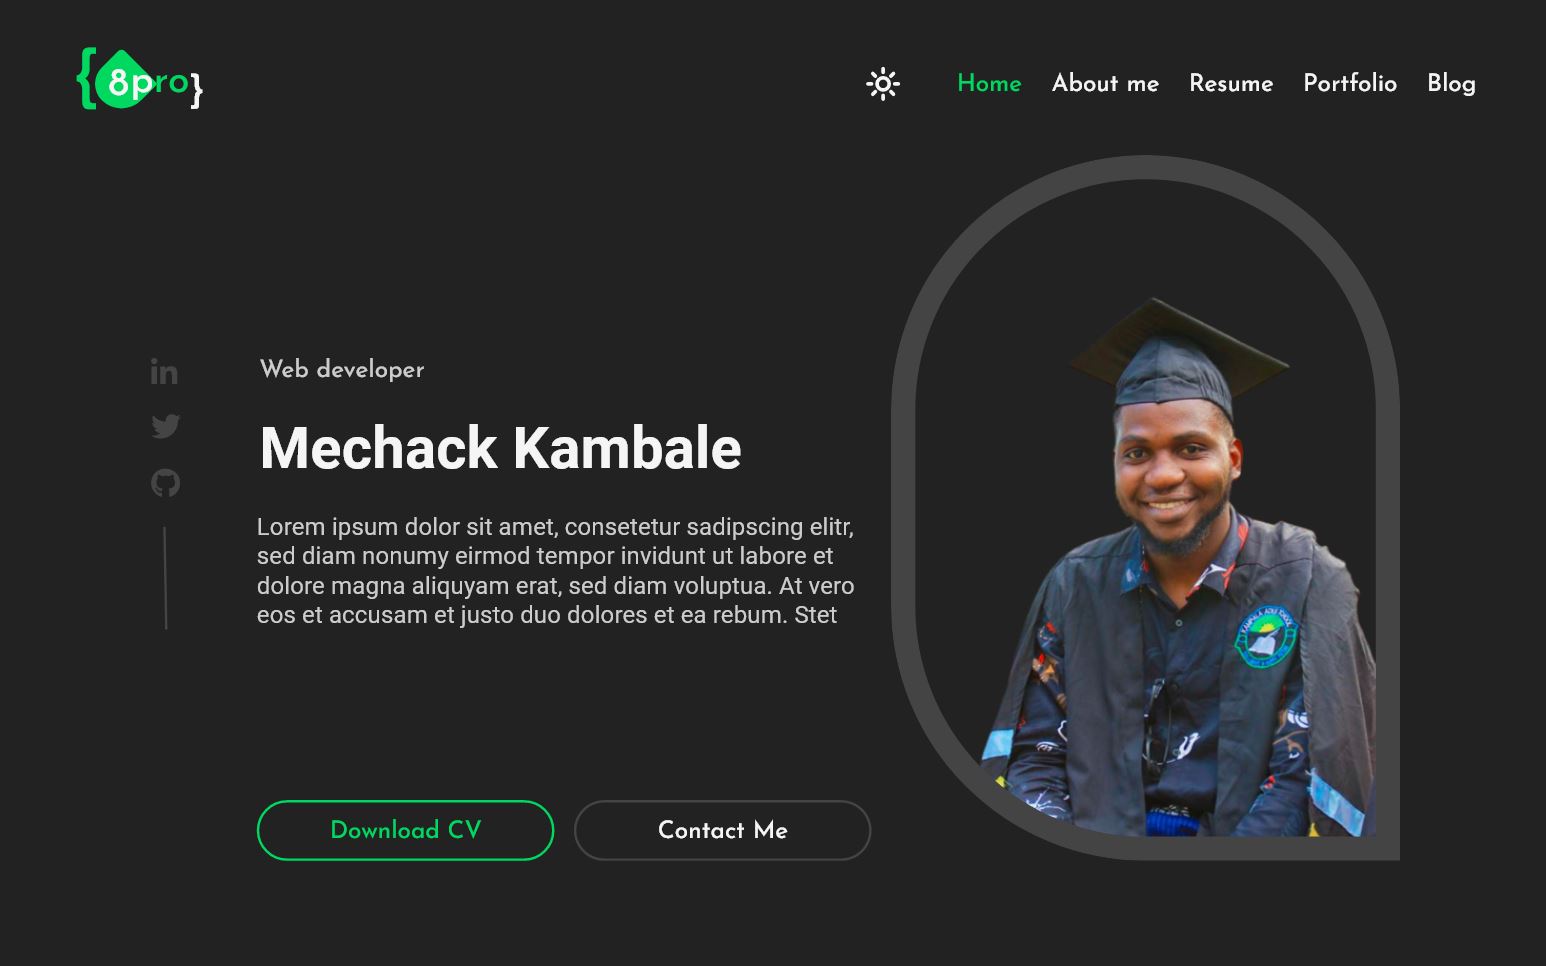 {8pro}
Home About me Resume Portfolio Blog
in
Web developer
Mechack Kambale
Lorem ipsum dolor sit amet, consetetur sadipscing elitr,
sed diam nonumy eirmod tempor invidunt ut labore et
dolore magna aliquyam erat, sed diam voluptua. At vero
eos et accusam et justo duo dolores et ea rebum. Stet
Download CV
Contact Me